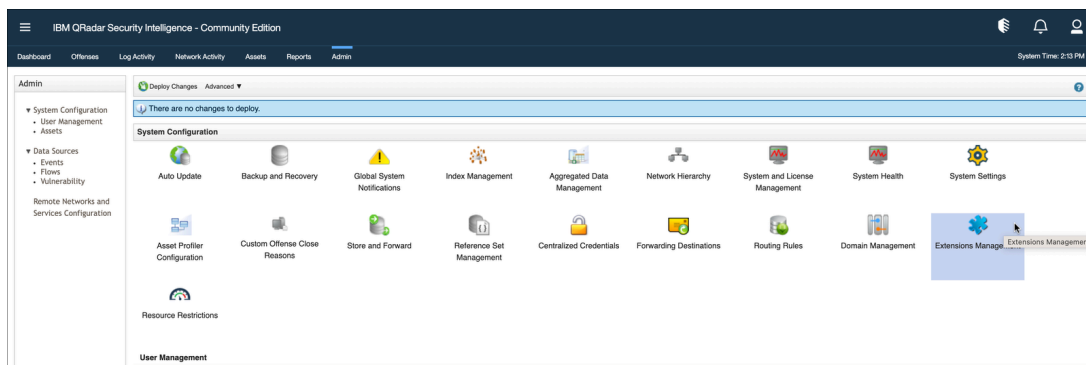 IBM QRadar Security Intelligence - Community Edition
Dashboard Offenses Log Activity Network Activity Assets Reports Admin System Time: 2:13 PM
Admin
System Configuration
User Management
Assets
Data Sources
Events
Flows
Vulnerability
Remote Networks and
Services Configuration
Deploy Changes Advanced ▼
There are no changes to deploy.
System Configuration
Auto Update
Backup and Recovery
Global System
Notifications
Index Management
Aggregated Data
Management
Network Hierarchy
System and License
Management
System Health
System Settings
Asset Profiler
Configuration
Custom Offense Close
Reasons
Store and Forward
Reference Set
Management
Centralized Credentials
Forwarding Destinations
Routing Rules
Domain Management
Extensions Management
Extensions Managemen
Resource Restrictions
User Management